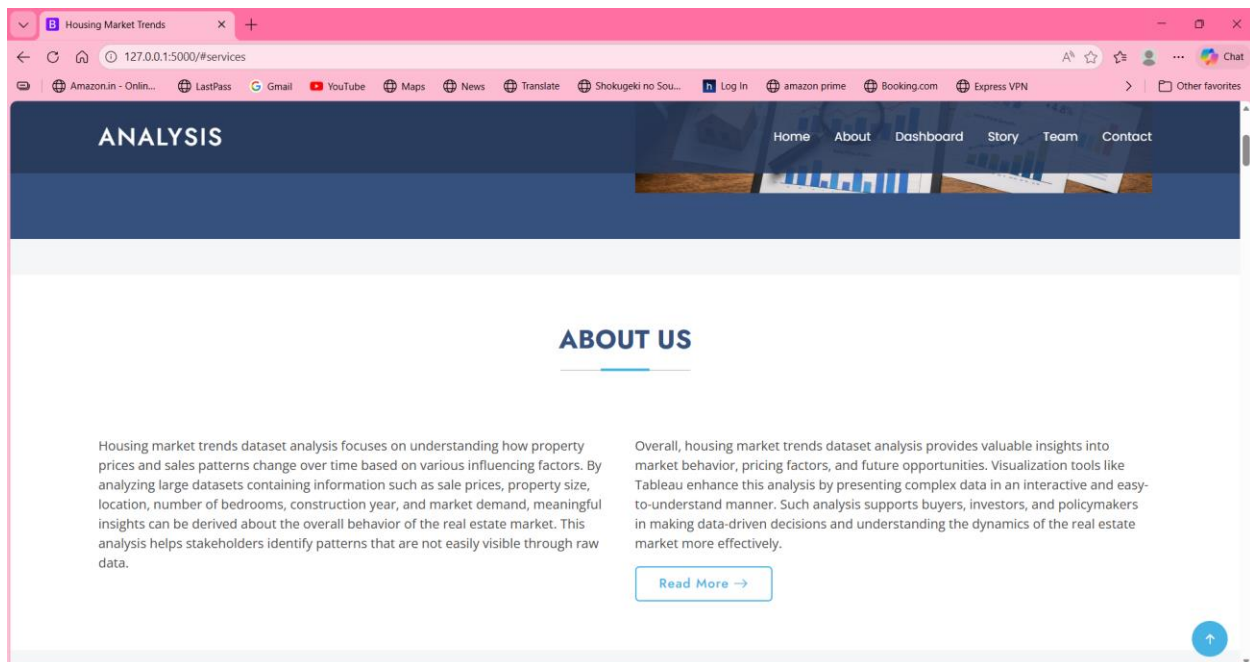 Housing Market Trends
127.0.0.1:5000/#services
Chat
Amazon.in - Onlin...
LastPass
Gmail
YouTube
Maps
News
Translate
Shokugeki no Sou...
Log In
amazon prime
Booking.com
Express VPN
Other favorites
ANALYSIS
Home
About
Dashboard
Story
Team
Contact
ABOUT US
Housing market trends dataset analysis focuses on understanding how property
prices and sales patterns change over time based on various influencing factors. By
analyzing large datasets containing information such as sale prices, property size,
location, number of bedrooms, construction year, and market demand, meaningful
insights can be derived about the overall behavior of the real estate market. This
analysis helps stakeholders identify patterns that are not easily visible through raw
data.
Overall, housing market trends dataset analysis provides valuable insights into
market behavior, pricing factors, and future opportunities. Visualization tools like
Tableau enhance this analysis by presenting complex data in an interactive and easy-
to-understand manner. Such analysis supports buyers, investors, and policymakers
in making data-driven decisions and understanding the dynamics of the real estate
market more effectively.
Read More →